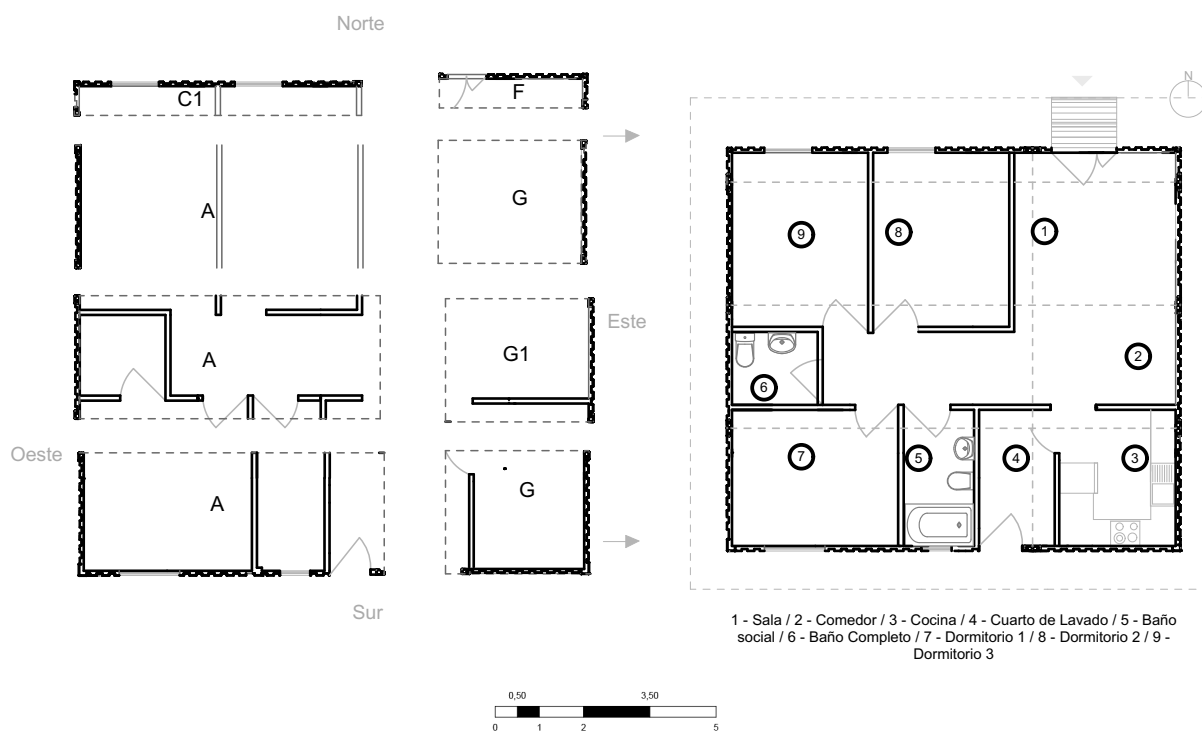 Norte
C1
F
N
A
G
9
8
1
A
G1
Este
2
6
Oeste
A
G
7
5
4
3
Sur
1 - Sala / 2 - Comedor / 3 - Cocina / 4 - Cuarto de Lavado / 5 - Baño
social / 6 - Baño Completo / 7 - Dormitorio 1 / 8 - Dormitorio 2 / 9 -
Dormitorio 3
0,50 3,50
0 1 2 5